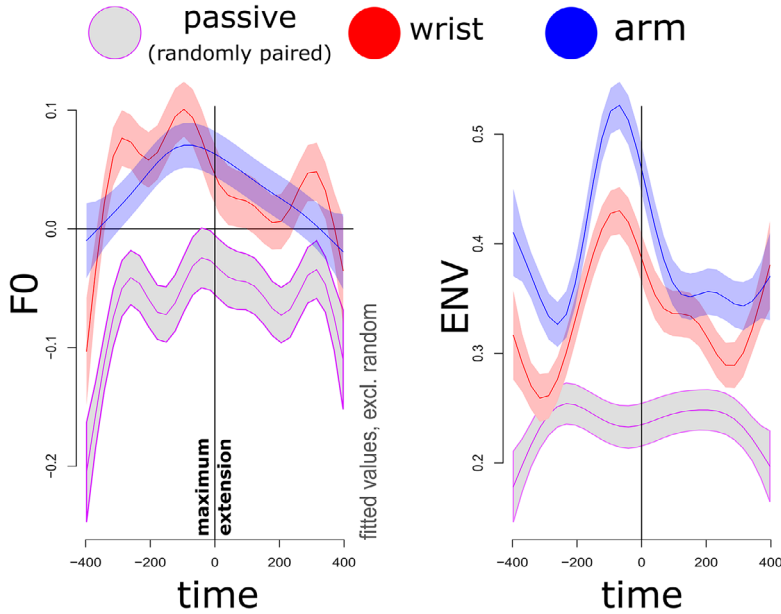 passive
(randomly paired)
wrist
arm
F0
0.1
0.0
−0.1
−0.2
maximum
extension
fitted values, excl. random
−400
−200
0
200
400
time
ENV
0.5
0.4
0.3
0.2
−400
−200
0
200
400
time